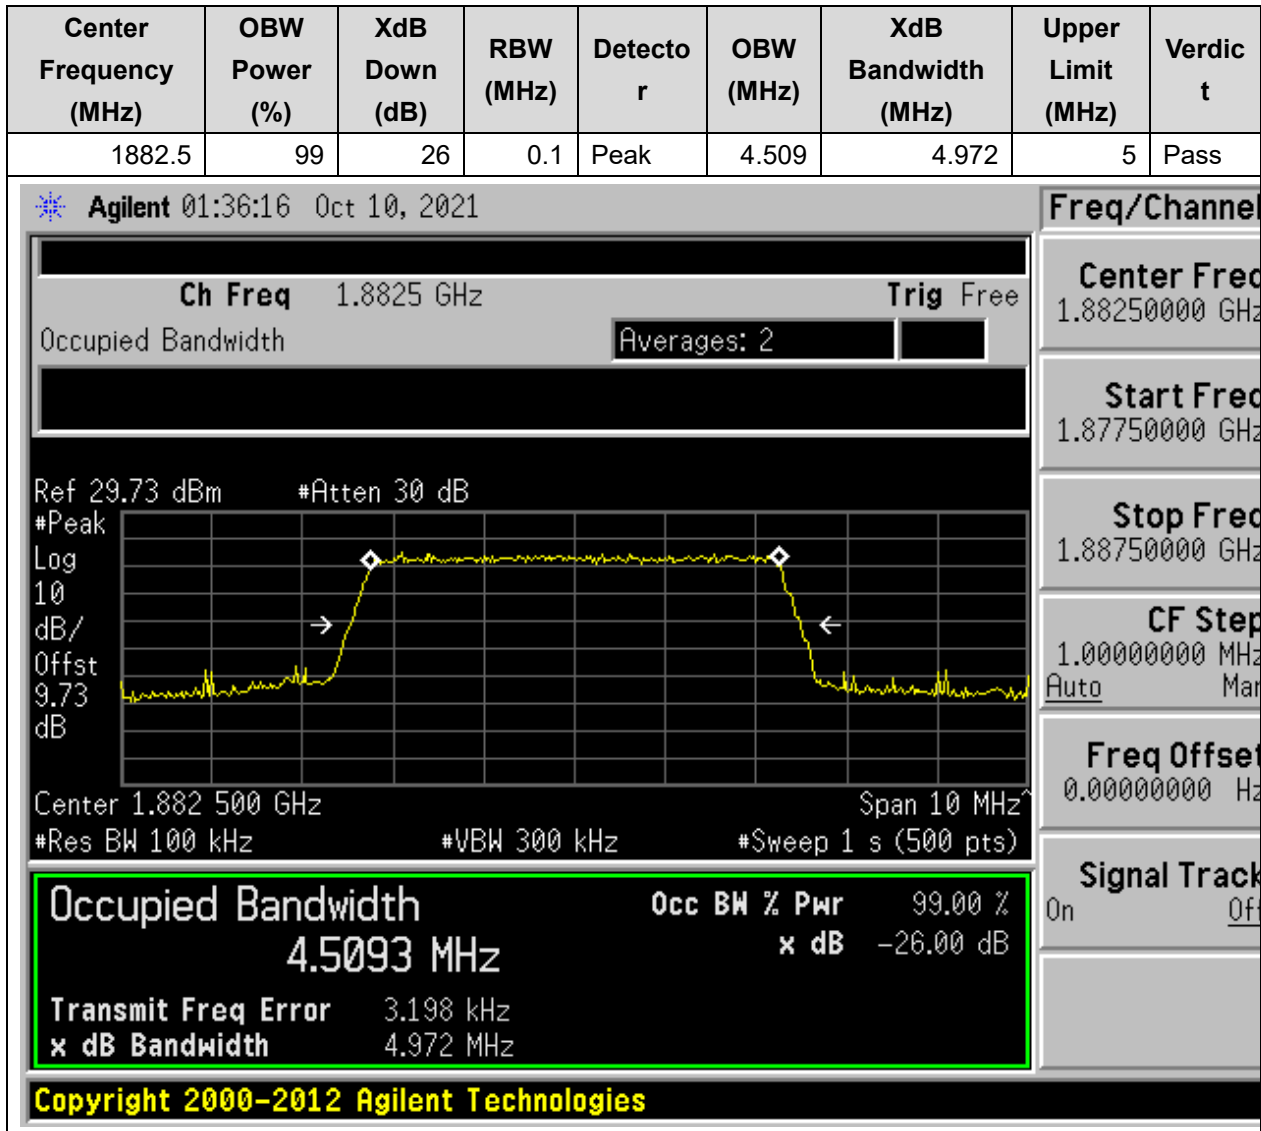 Center Frequency (MHz) OBW Power (%) XdB Down (dB) RBW (MHz) Detector OBW (MHz) XdB Bandwidth (MHz) Upper Limit (MHz) Verdict
1882.5 99 26 0.1 Peak 4.509 4.972 5 Pass
Agilent 01:36:16 Oct 10, 2021
Freq/Channel
Ch Freq 1.8825 GHz Trig Free
Occupied Bandwidth Averages: 2
Center Freq
1.88250000 GHz
Start Freq
1.87750000 GHz
Stop Freq
1.88750000 GHz
CF Step
1.00000000 MHz
Auto Man
Freq Offset
0.00000000 Hz
Signal Track
On Off
Ref 29.73 dBm #Atten 30 dB
#Peak
Log
10
dB/
Offst
9.73
dB
Center 1.882 500 GHz Span 10 MHz^
#Res BW 100 kHz #VBW 300 kHz #Sweep 1 s (500 pts)
Occupied Bandwidth
4.5093 MHz
Occ BW % Pwr 99.00 %
x dB -26.00 dB
Transmit Freq Error 3.198 kHz
x dB Bandwidth 4.972 MHz
Copyright 2000-2012 Agilent Technologies